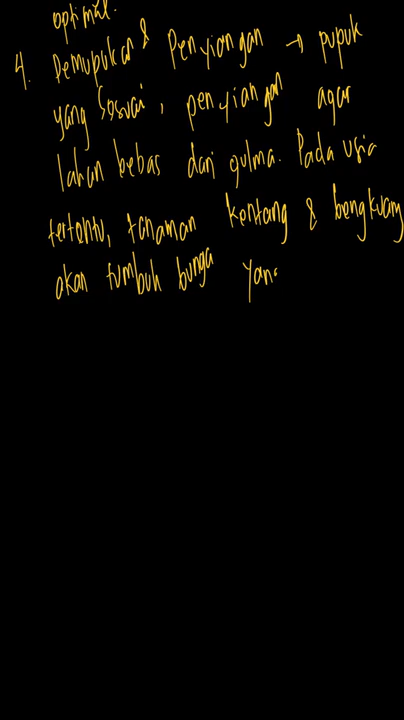 optimal.
4. Pemupukan & Penyiangan → pupuk
yang sesuai, penyiangan agar
lahan bebas dari gulma. Pada usia
tertentu, tanaman kentang & bengkuang
akan tumbuh bunga yan